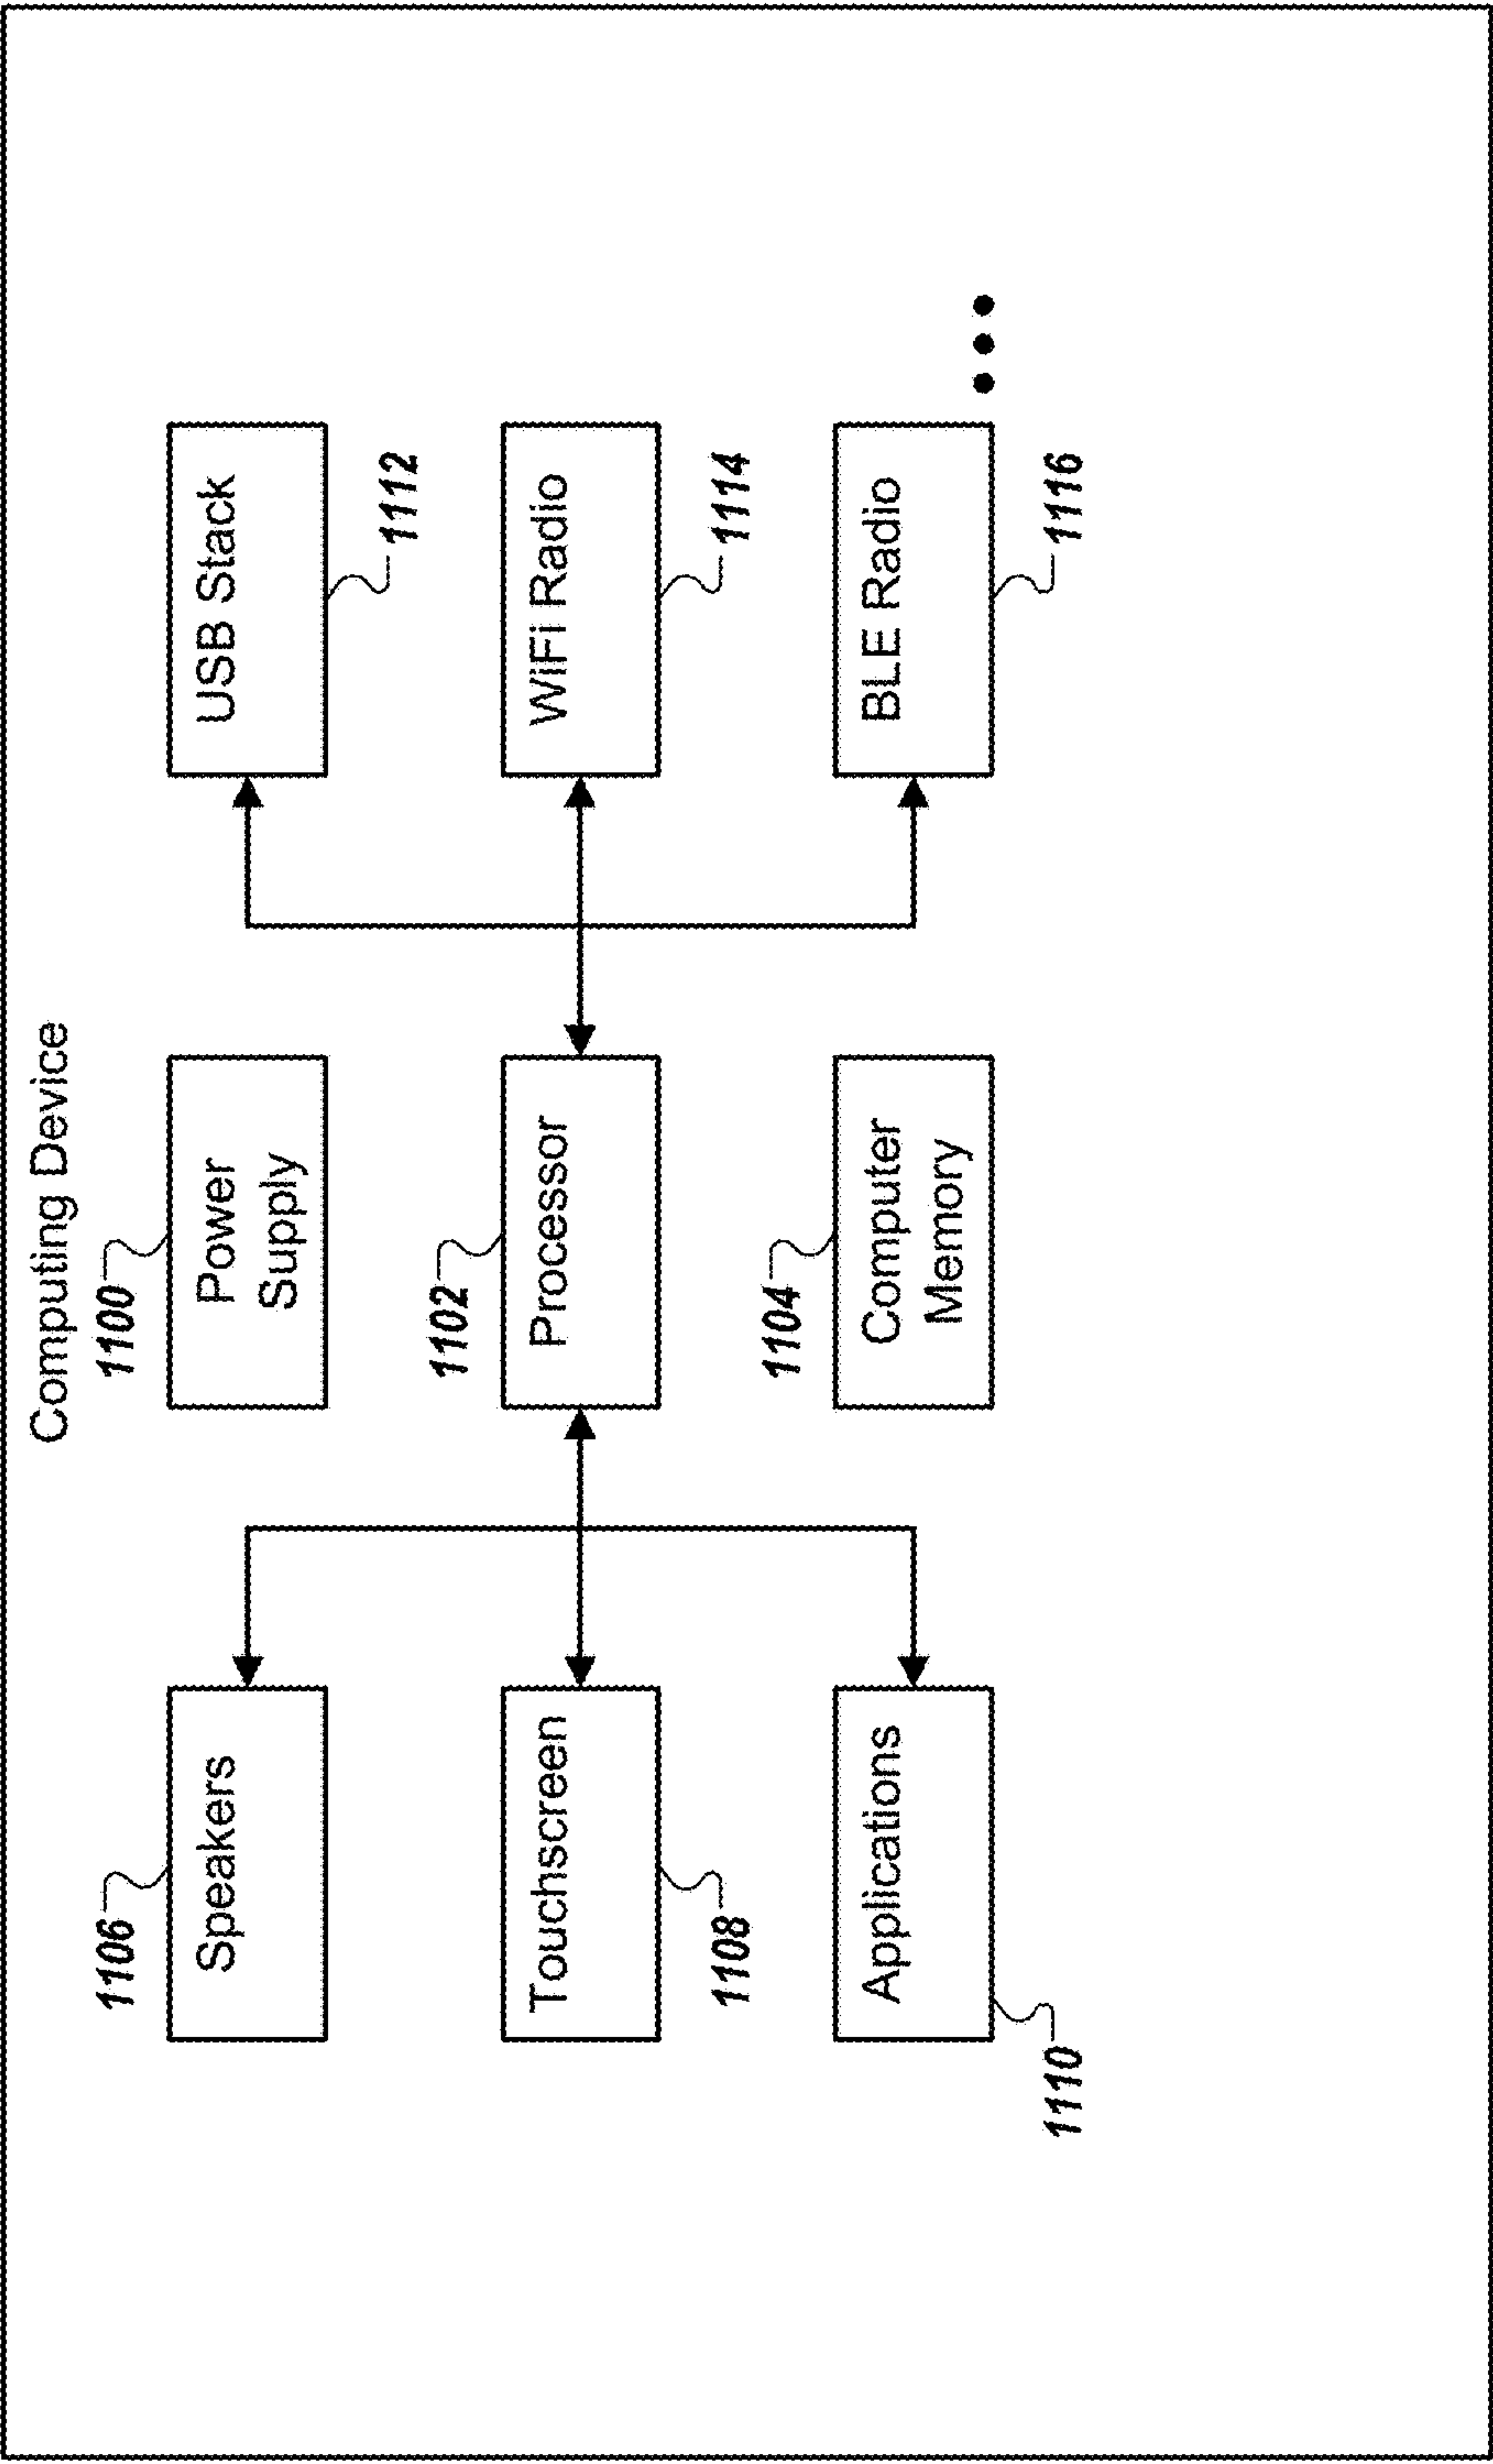 Computing Device
1106
1100
Speakers
Power
Supply
USB Stack
1112
1102
Touchscreen
Processor
WiFi Radio
1108
1114
1104
Applications
Computer
Memory
BLE Radio
1110
1116